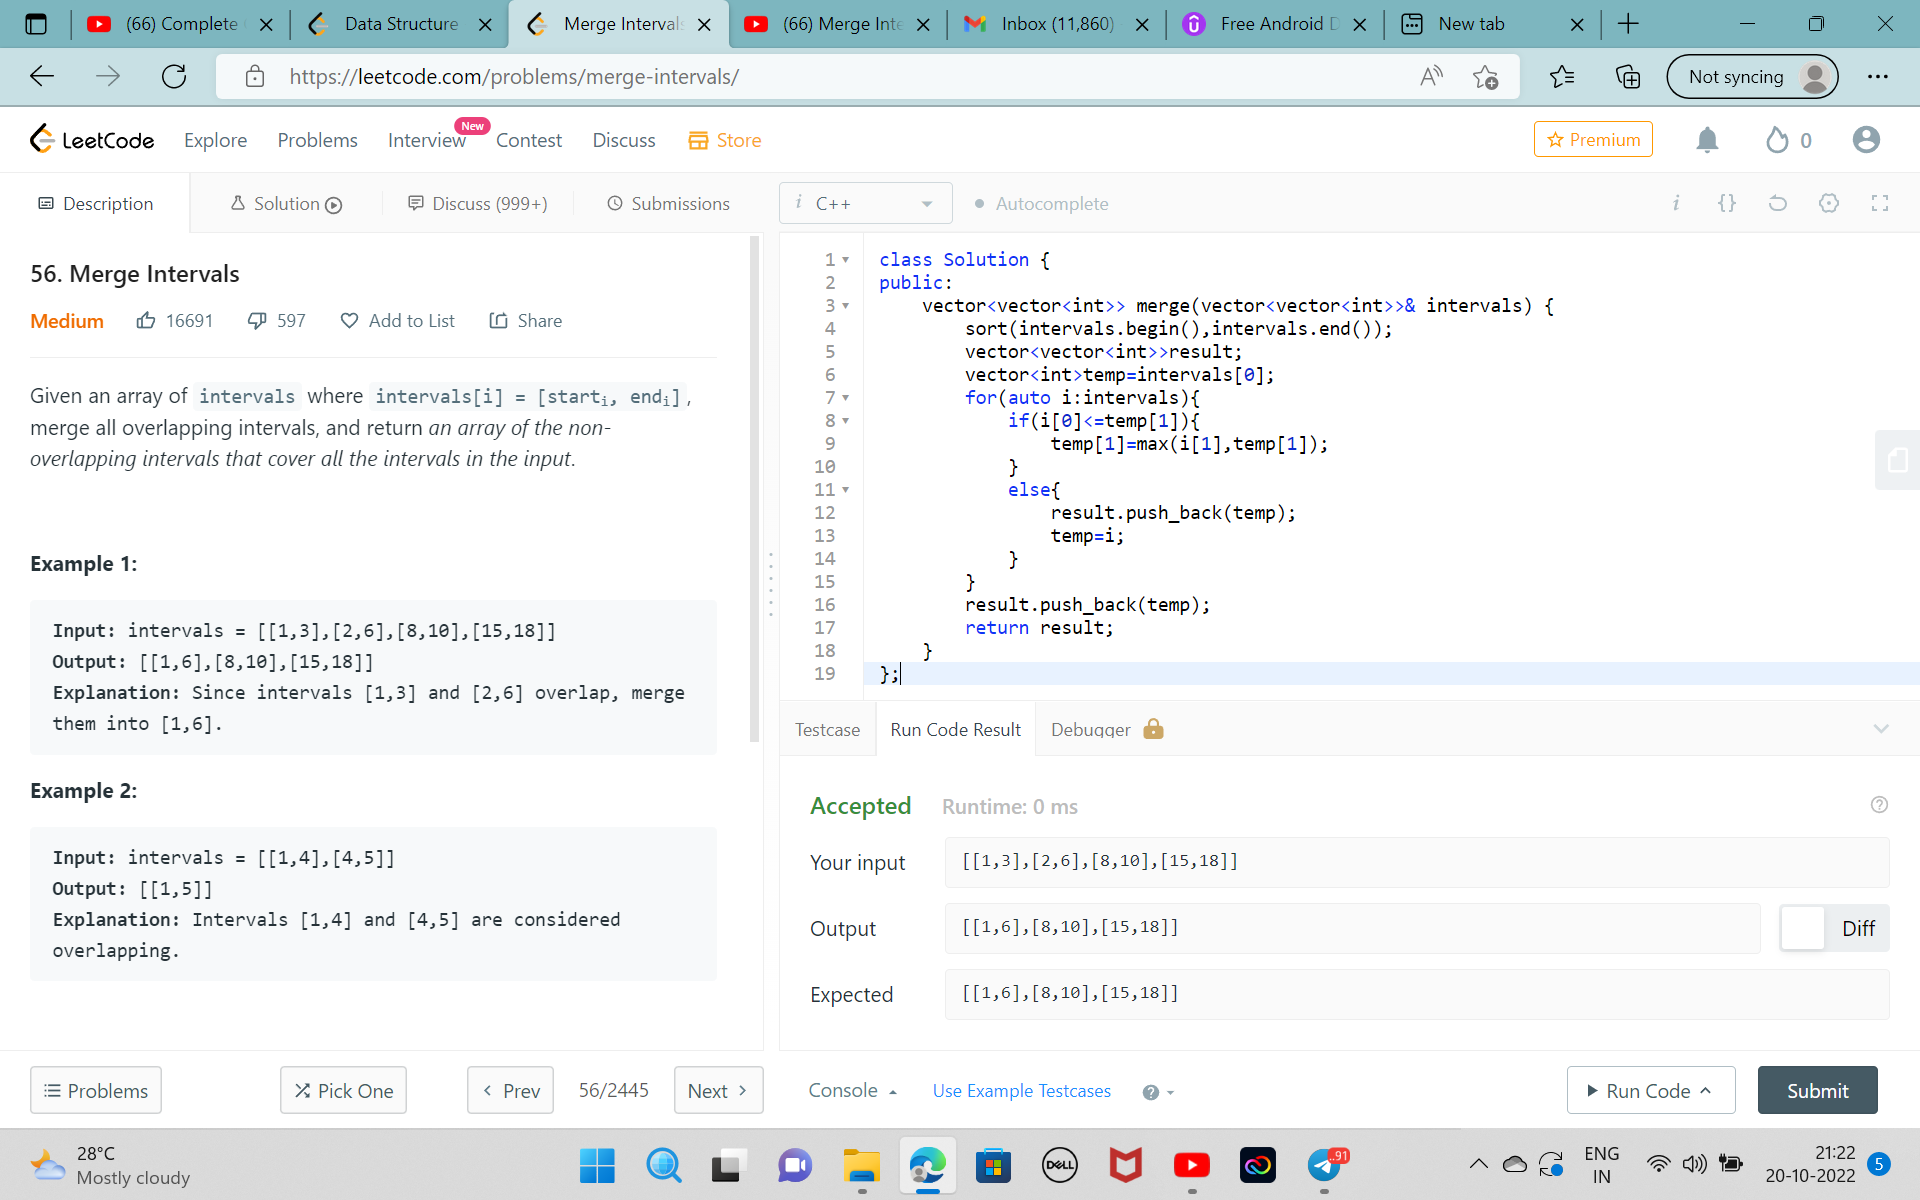 (66) Complete
Data Structure
Merge Intervals
(66) Merge Inte
Inbox (11,860)
Free Android D
New tab
https://leetcode.com/problems/merge-intervals/
Not syncing
LeetCode
Explore
Problems
Interview
New
Contest
Discuss
Store
Premium
0
Description
Solution
Discuss (999+)
Submissions
i C++
Autocomplete
56. Merge Intervals
Medium
16691
597
Add to List
Share
Given an array of intervals where intervals[i] = [starti, endi],
merge all overlapping intervals, and return an array of the non-
overlapping intervals that cover all the intervals in the input.
Example 1:
Input: intervals = [[1,3],[2,6],[8,10],[15,18]]
Output: [[1,6],[8,10],[15,18]]
Explanation: Since intervals [1,3] and [2,6] overlap, merge
them into [1,6].
Example 2:
Input: intervals = [[1,4],[4,5]]
Output: [[1,5]]
Explanation: Intervals [1,4] and [4,5] are considered
overlapping.
1 class Solution {
2 public:
3 vector<vector<int>> merge(vector<vector<int>>& intervals) {
4 sort(intervals.begin(),intervals.end());
5 vector<vector<int>>result;
6 vector<int>temp=intervals[0];
7 for(auto i:intervals){
8 if(i[0]<=temp[1]){
9 temp[1]=max(i[1],temp[1]);
10 }
11 else{
12 result.push_back(temp);
13 temp=i;
14 }
15 }
16 result.push_back(temp);
17 return result;
18 }
19 };
Testcase
Run Code Result
Debugger
Accepted
Runtime: 0 ms
Your input
[[1,3],[2,6],[8,10],[15,18]]
Output
[[1,6],[8,10],[15,18]]
Diff
Expected
[[1,6],[8,10],[15,18]]
Problems
Pick One
Prev
56/2445
Next
Console
Use Example Testcases
Run Code
Submit
28°C
Mostly cloudy
DELL
..91
ENG
IN
21:22
20-10-2022
5